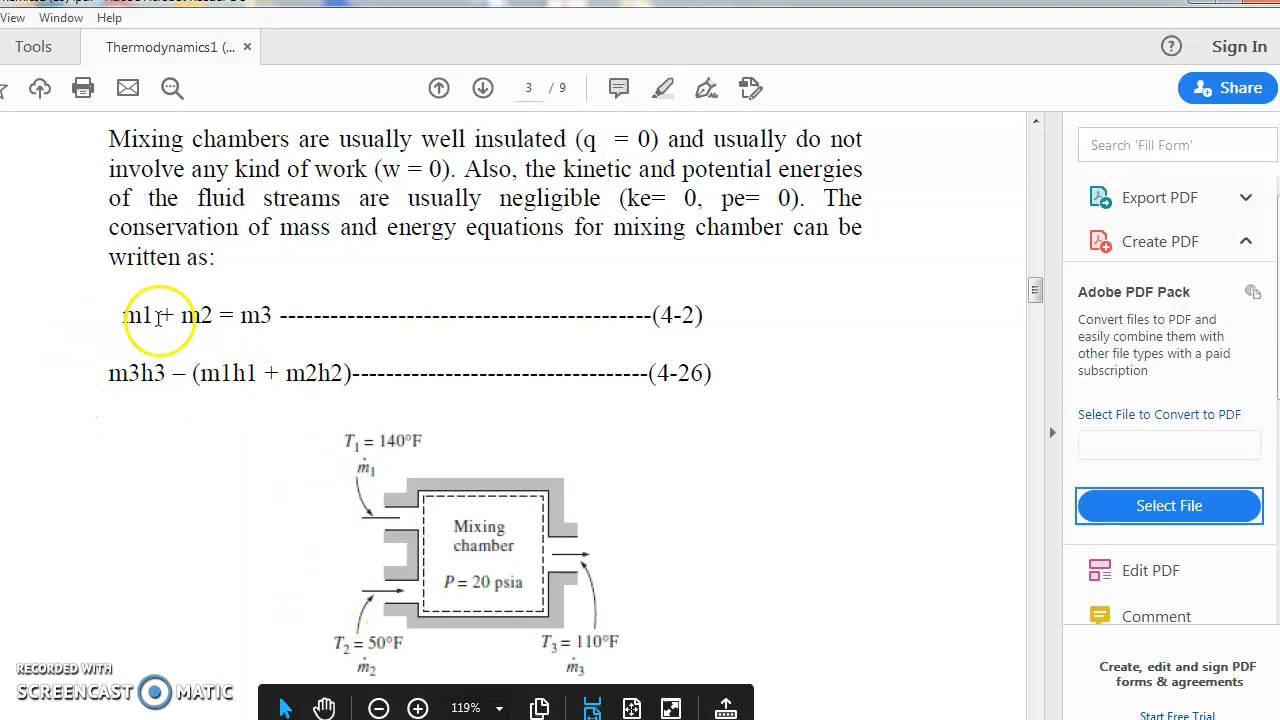 View Window Help
Tools Thermodynamics1 (... × ? Sign In
3 / 9 Share
Mixing chambers are usually well insulated (q = 0) and usually do not
involve any kind of work (w = 0). Also, the kinetic and potential energies
of the fluid streams are usually negligible (ke= 0, pe= 0). The
conservation of mass and energy equations for mixing chamber can be
written as:
m1+ m2 = m3 --------------------------------------------(4-2)
m3h3 – (m1h1 + m2h2)-----------------------------------(4-26)
T₁ = 140°F
ṁ₁
Mixing
chamber
P = 20 psia
T₂ = 50°F
ṁ₂
T₃ = 110°F
ṁ₃
Search 'Fill Form'
Export PDF
Create PDF
Adobe PDF Pack
Convert files to PDF and
easily combine them with
other file types with a paid
subscription
Select File to Convert to PDF
Select File
Edit PDF
Comment
Create, edit and sign PDF
forms & agreements
Start Free Trial
119%
RECORDED WITH
SCREENCAST MATIC